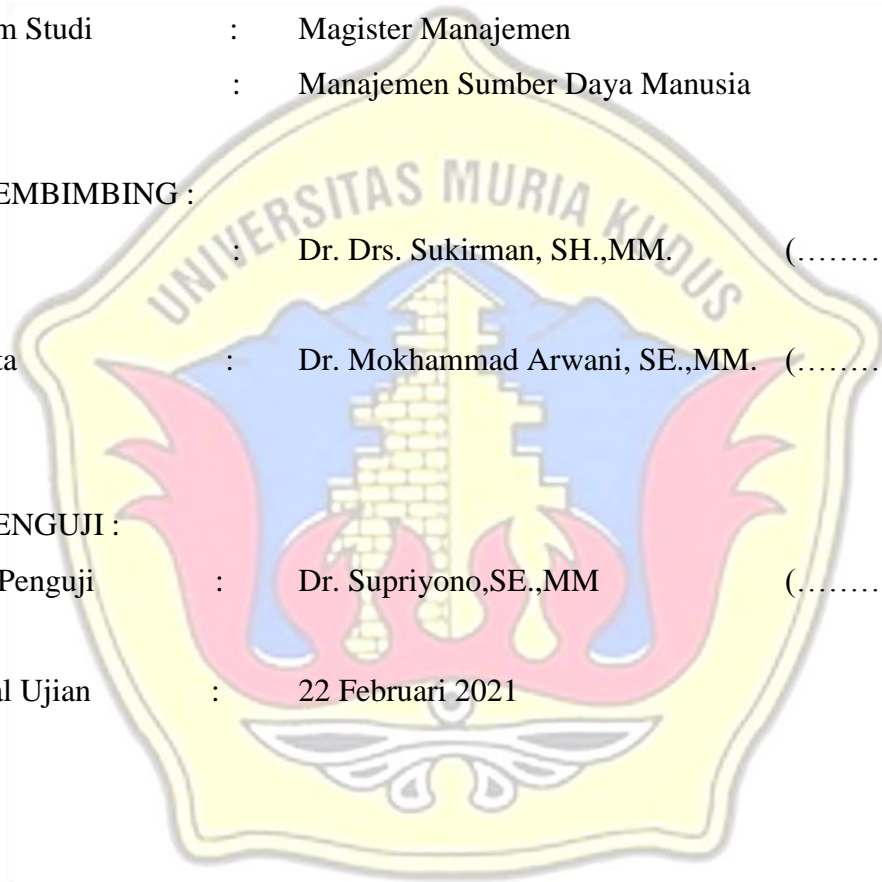 m Studi : Magister Manajemen
: Manajemen Sumber Daya Manusia
EMBIMBING :
UNIVERSITAS MURIA KUDUS
: Dr. Drs. Sukirman, SH.,MM. (........
ta : Dr. Mokhammad Arwani, SE.,MM. (........
ENGUJI :
Penguji : Dr. Supriyono,SE.,MM (........
al Ujian : 22 Februari 2021